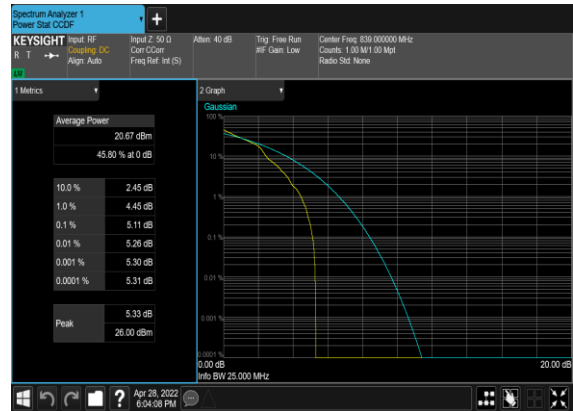 Spectrum Analyzer 1
Power Stat CCDF
KEYSIGHT
R T
LW
Input: RF
Coupling: DC
Align: Auto
Input Z: 50 Ω
Corr CCorr
Freq Ref: Int (S)
Atten: 40 dB
Trig: Free Run
#IF Gain: Low
Center Freq: 839.000000 MHz
Counts: 1.00 M/1.00 Mpt
Radio Std: None
1 Metrics
Average Power
20.67 dBm
45.80 % at 0 dB
10.0 % 2.45 dB
1.0 % 4.45 dB
0.1 % 5.11 dB
0.01 % 5.26 dB
0.001 % 5.30 dB
0.0001 % 5.31 dB
Peak 5.33 dB
26.00 dBm
2 Graph
Gaussian
100 %
10 %
1 %
0.1 %
0.01 %
0.001 %
0.0001 %
0.00 dB
20.00 dB
Info BW 25.000 MHz
?
Apr 28, 2022
6:04:08 PM